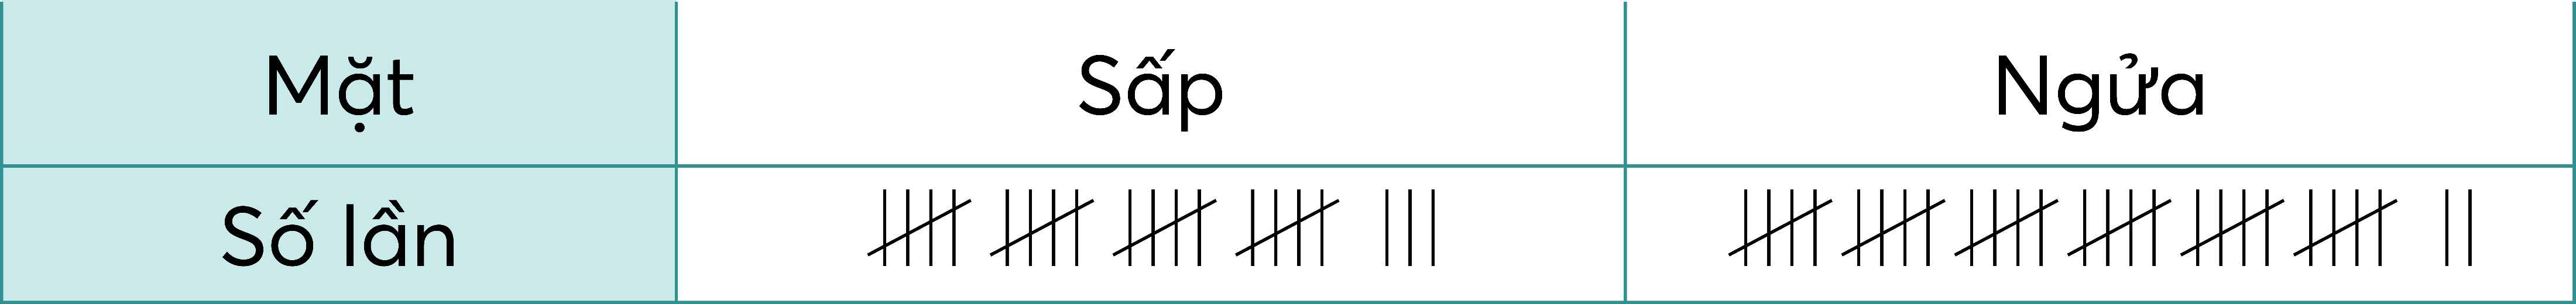 Mặt Sấp Ngửa
Số lần